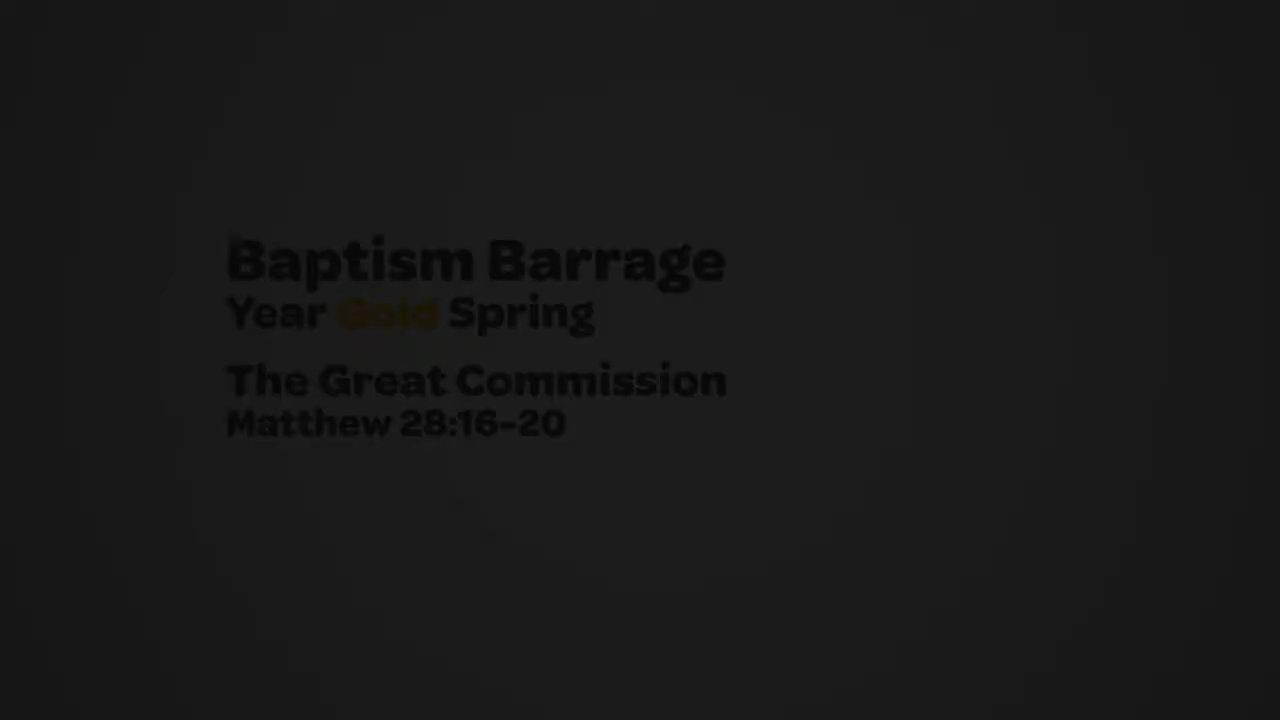 Baptism Barrage
Year Gold Spring
The Great Commission
Matthew 28:16-20